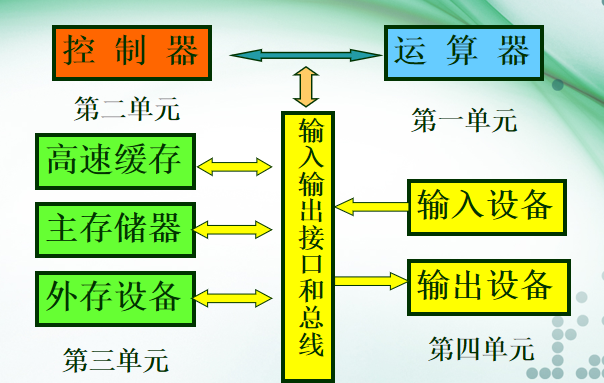 控制器
运算器
第二单元
第一单元
高速缓存
主存储器
外存设备
第三单元
输入输出接口和总线
输入设备
输出设备
第四单元